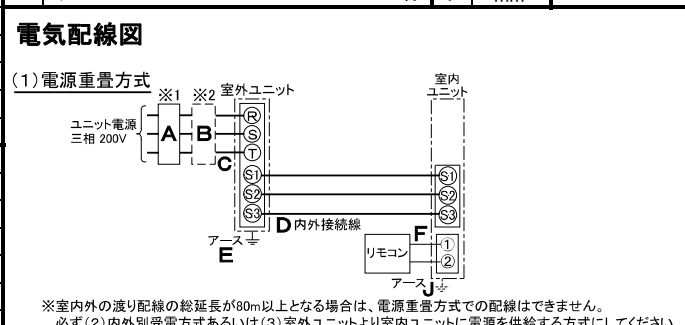 mm
電気配線図
(1)電源重畳方式
※1 ※2 室外ユニット
室内
ユニット
ユニット電源
三相 200V
A
B
C
R
S
T
S1
S2
S3
S1
S2
S3
D 内外接続線
アース
E
リモコン
F
①
②
アース J
※室内外の渡り配線の総延長が80m以上となる場合は、電源重畳方式での配線はできません。
必ず(2)内外別受電方式あるいは(3)室外ユニットより室内ユニットに電源を供給する方式にしてください